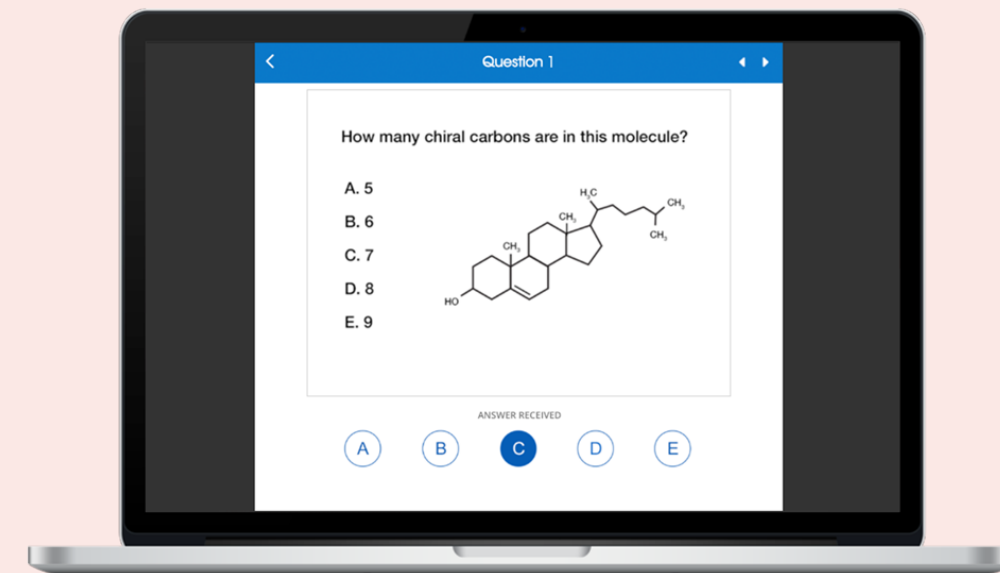 Question 1
How many chiral carbons are in this molecule?
A. 5
B. 6
C. 7
D. 8
E. 9
H₃C
CH₃
CH₃
CH₃
CH₃
HO
ANSWER RECEIVED
A B C D E